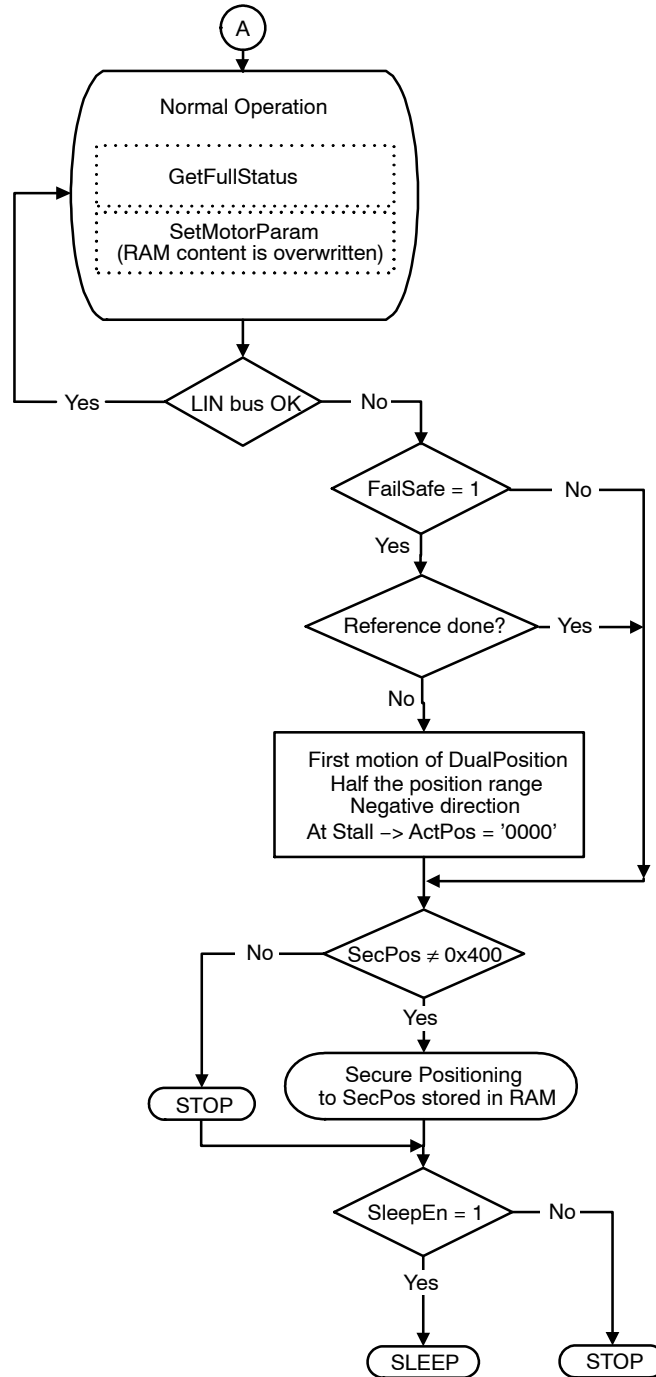 A
Normal Operation
GetFullStatus
SetMotorParam
(RAM content is overwritten)
Yes
LIN bus OK
No
FailSafe = 1
No
Yes
Reference done?
Yes
No
First motion of DualPosition
Half the position range
Negative direction
At Stall −> ActPos = '0000'
No
SecPos ≠ 0x400
Yes
Secure Positioning
to SecPos stored in RAM
STOP
SleepEn = 1
No
Yes
SLEEP
STOP